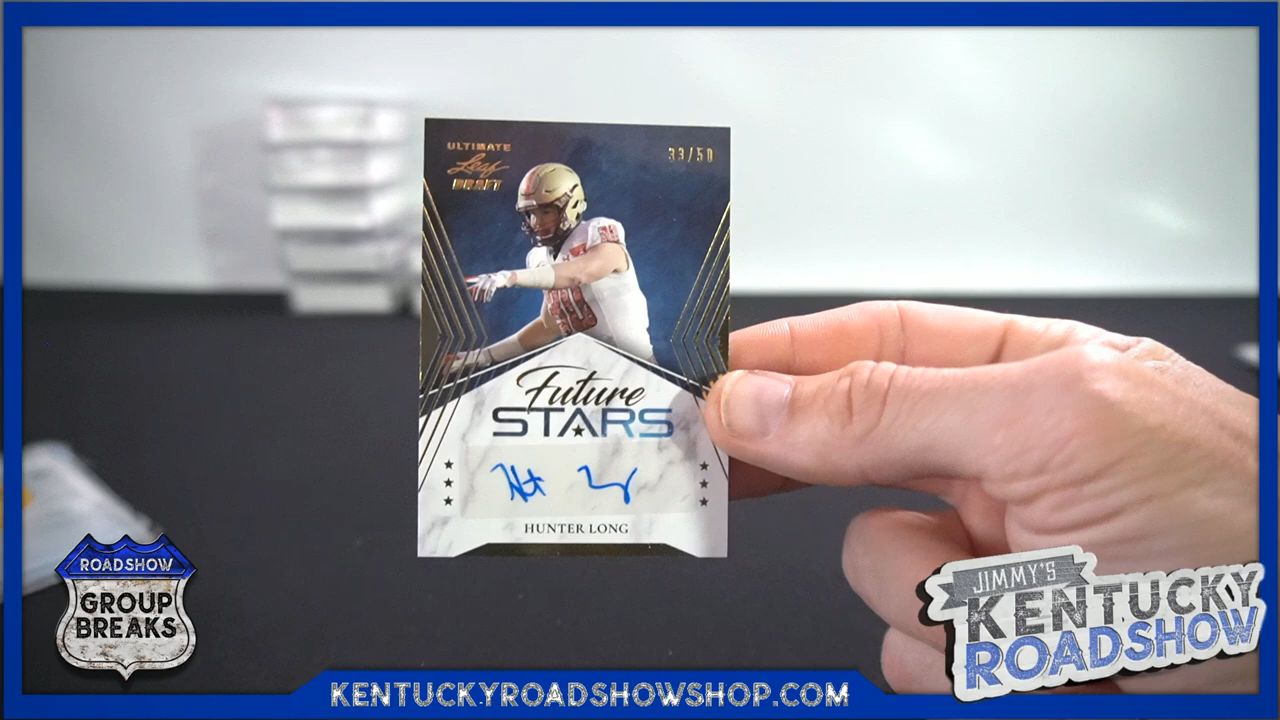 ULTIMATE
Leaf
DRAFT
33/50
Future
STARS
HUNTER LONG
ROADSHOW
GROUP
BREAKS
JIMMY'S
KENTUCKY
ROADSHOW
KENTUCKYROADSHOWSHOP.COM